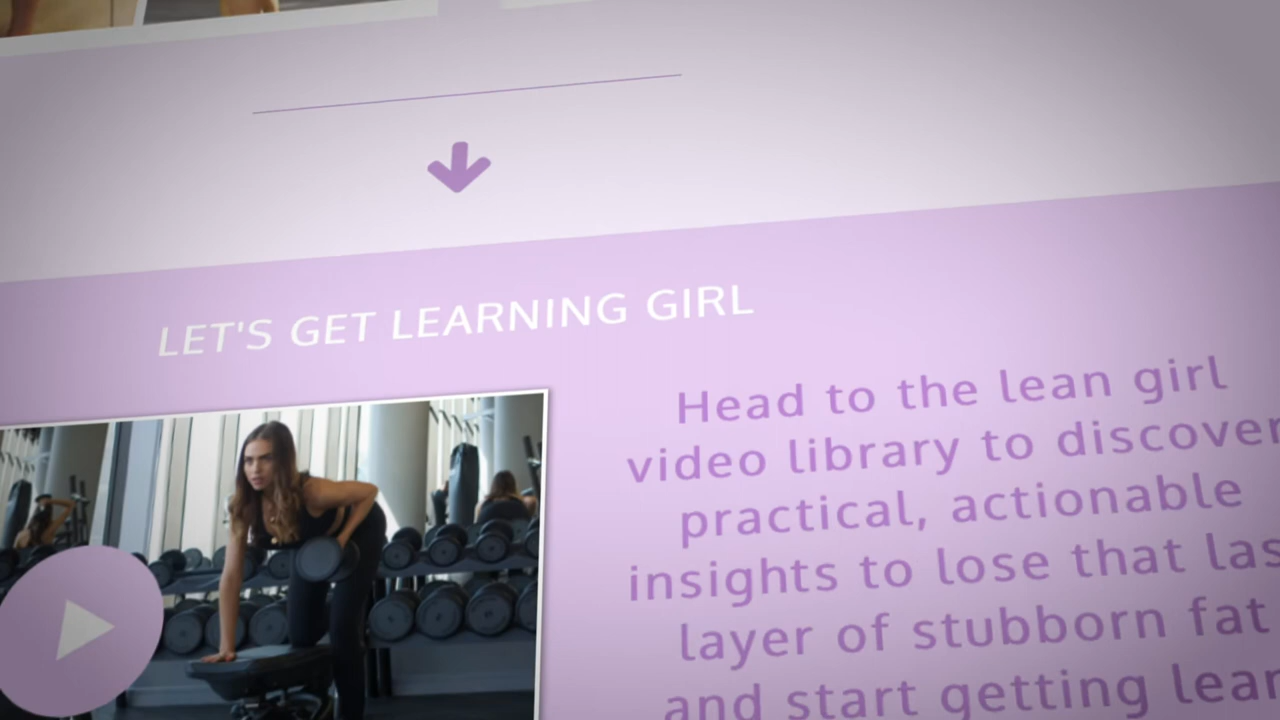 LET'S GET LEARNING GIRL
Head to the lean girl
video library to discover
practical, actionable
insights to lose that las
layer of stubborn fat
and start getting lean